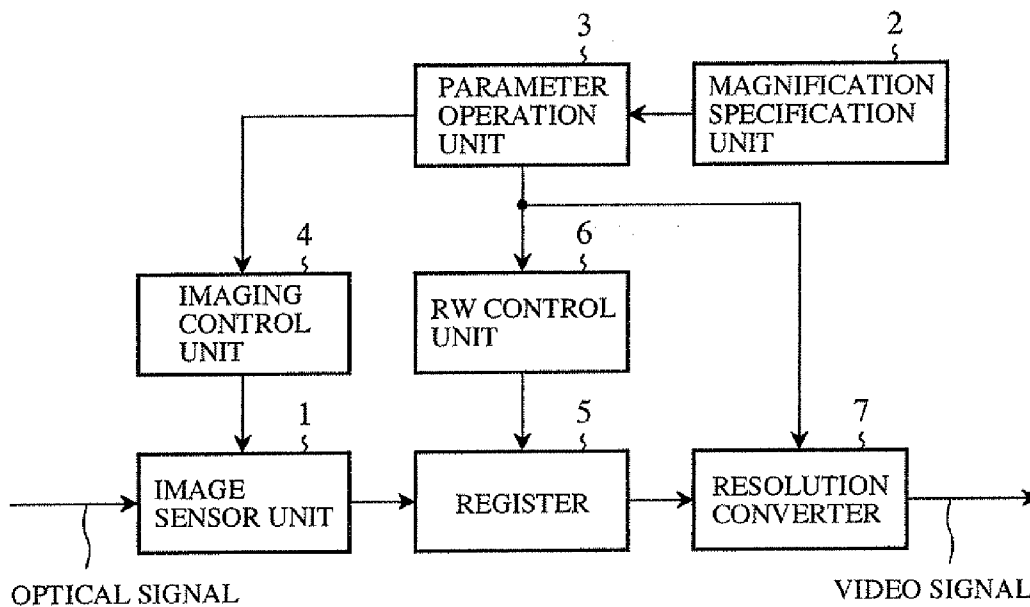 3
2
PARAMETER
OPERATION
UNIT
MAGNIFICATION
SPECIFICATION
UNIT
4
6
IMAGING
CONTROL
UNIT
RW CONTROL
UNIT
1
5
7
IMAGE
SENSOR UNIT
REGISTER
RESOLUTION
CONVERTER
OPTICAL SIGNAL
VIDEO SIGNAL